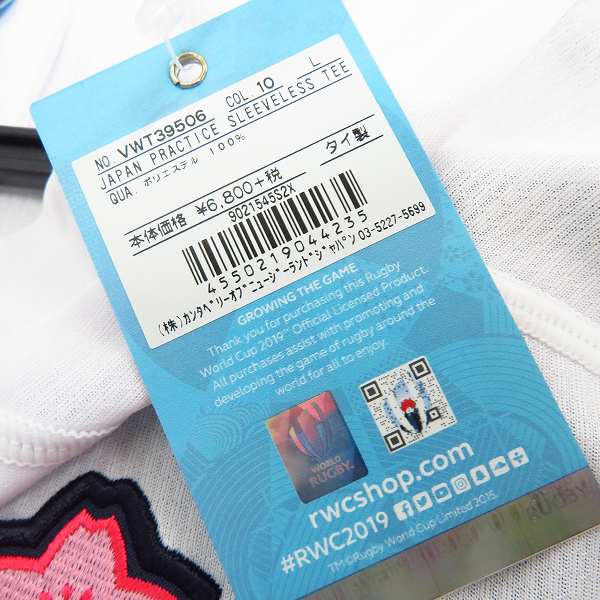 NO. VWT39506 COL. 10 L
JAPAN PRACTICE SLEEVELESS TEE
QUA. ポリエステル 100%
タイ製
本体価格 ¥6,800+税
9021545S2X
4550219044235
(株)カンタベリーオブニュージーランドジャパン 03-5227-5699
GROWING THE GAME
Thank you for purchasing this Rugby
World Cup 2019™ Official Licensed Product.
All purchases assist with promoting and
developing the game of rugby around the
world for all to enjoy.
WORLD
RUGBY
rwcshop.com
#RWC2019
TM ©Rugby World Cup Limited 2015.